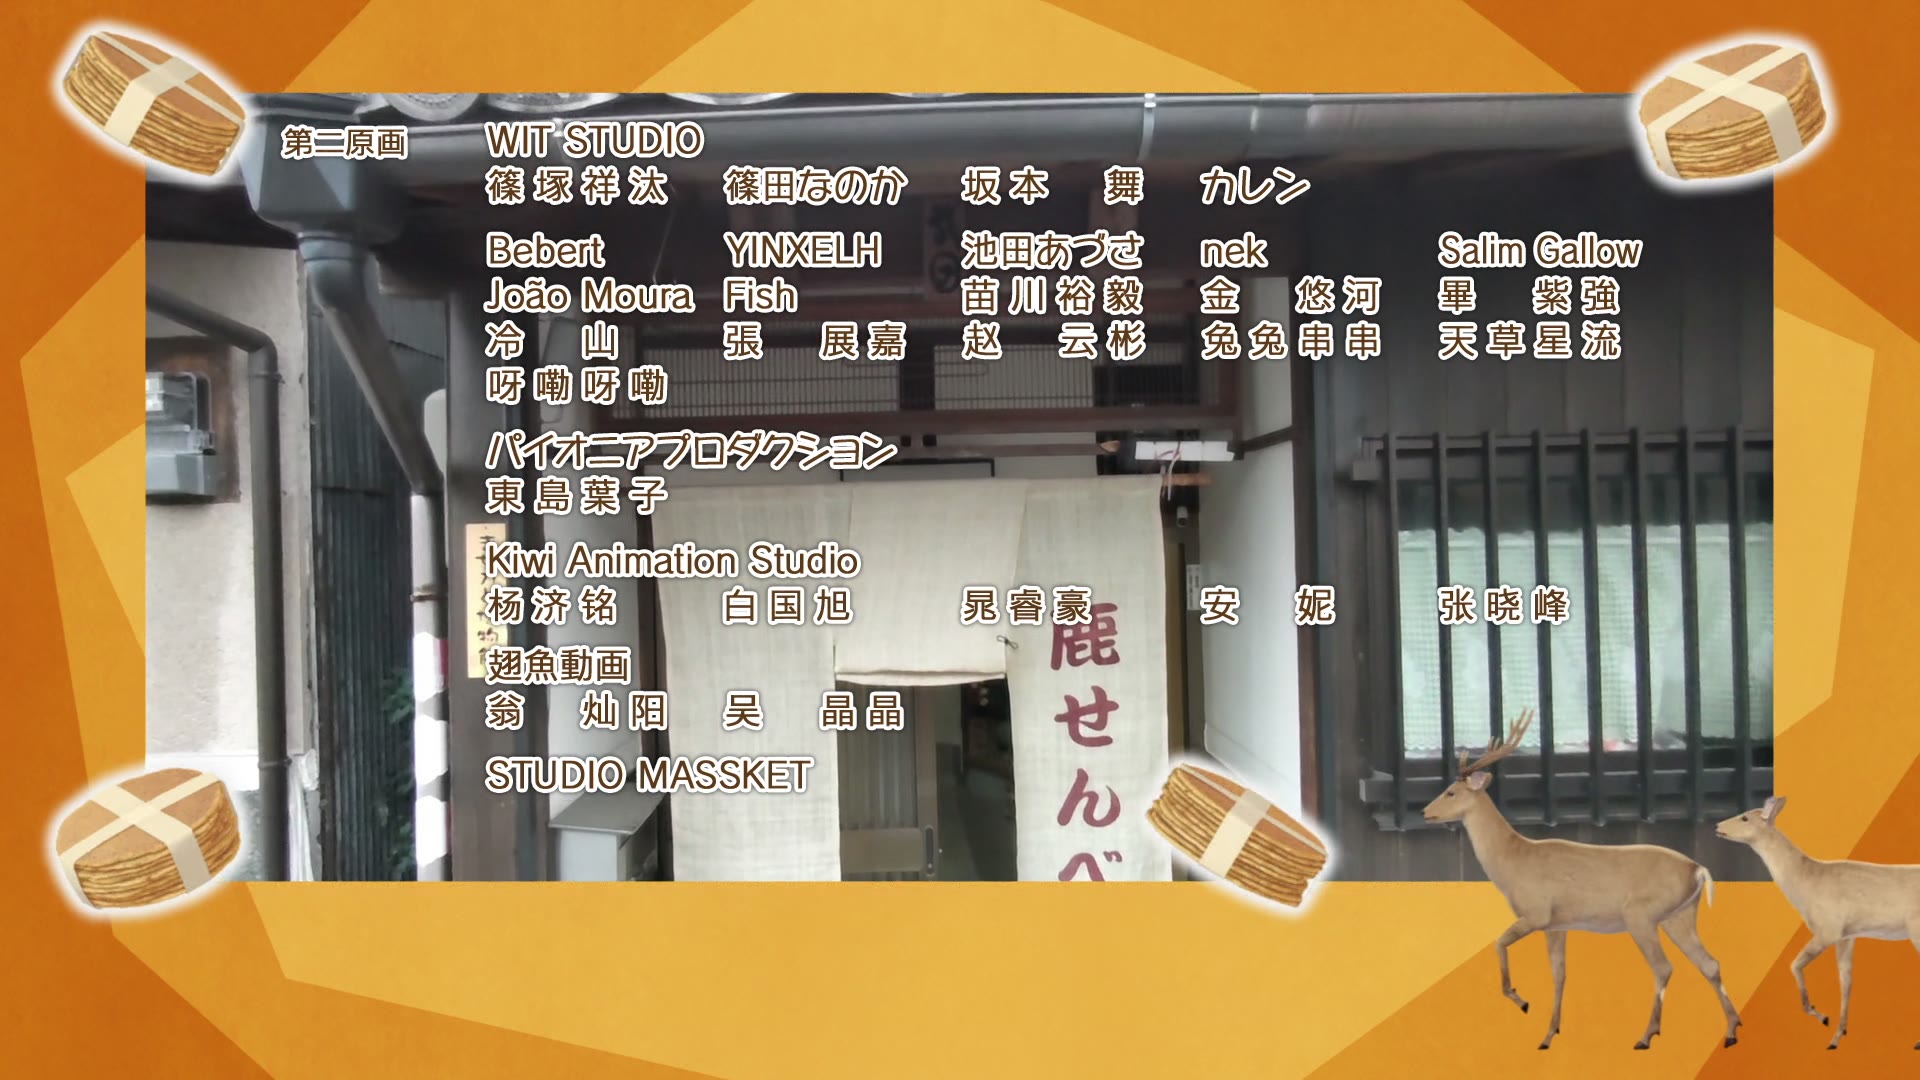 第二原画
WIT STUDIO
篠塚祥汰 篠田なのか 坂本 舞 カレン
Bebert YINXELH 池田あづさ nek Salim Gallow
João Moura Fish 苗川裕毅 金 悠河 畢 紫強
冷 山 張 展嘉 赵 云彬 兔兔串串 天草星流
呀嘞呀嘞
パイオニアプロダクション
東島葉子
Kiwi Animation Studio
杨济铭 白国旭 晁睿豪 安 妮 张晓峰
翅魚動画
翁 灿阳 吴 晶晶
STUDIO MASSKET
鹿せんべ